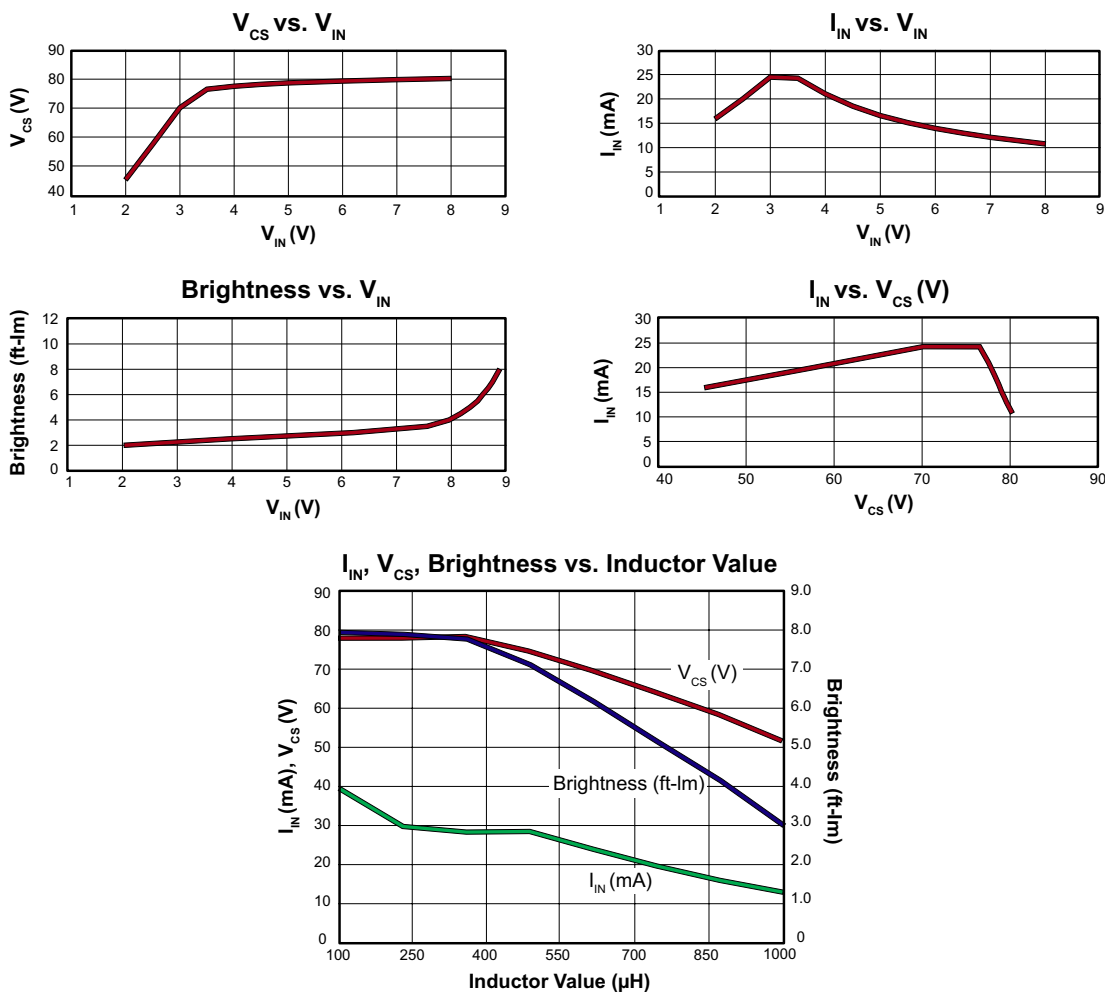 V_CS vs. V_IN
90
80
70
60
50
40
V_CS (V)
1 2 3 4 5 6 7 8 9
V_IN (V)
I_IN vs. V_IN
30
25
20
15
10
5
0
I_IN (mA)
1 2 3 4 5 6 7 8 9
V_IN (V)
Brightness vs. V_IN
12
10
8
6
4
2
0
Brightness (ft-lm)
1 2 3 4 5 6 7 8 9
V_IN (V)
I_IN vs. V_CS (V)
30
25
20
15
10
5
0
I_IN (mA)
40 50 60 70 80 90
V_CS (V)
I_IN, V_CS, Brightness vs. Inductor Value
90
80
70
60
50
40
30
20
10
0
I_IN (mA), V_CS (V)
V_CS (V)
Brightness (ft-lm)
I_IN (mA)
9.0
8.0
7.0
6.0
5.0
4.0
3.0
2.0
1.0
0
Brightness (ft-lm)
100 250 400 550 700 850 1000
Inductor Value (µH)